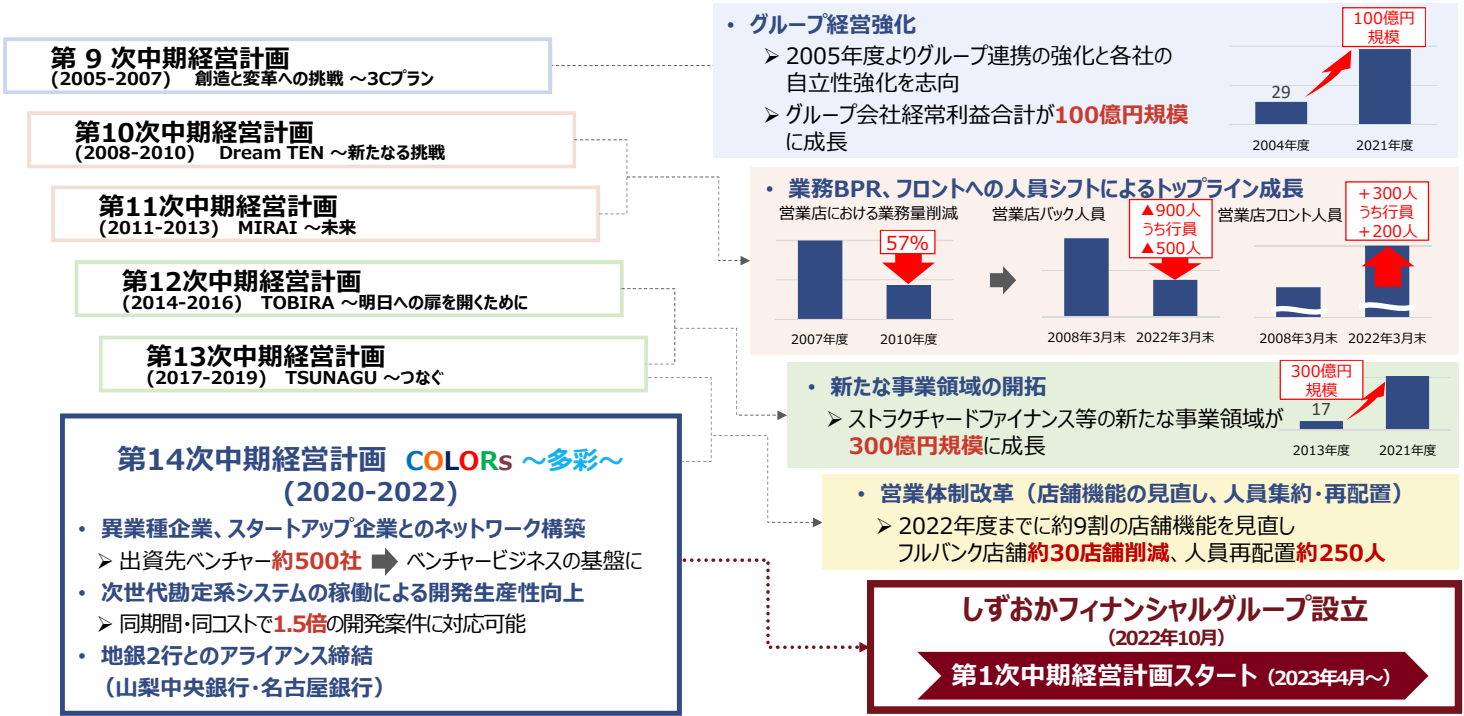 第 9 次中期経営計画
(2005-2007) 創造と変革への挑戦 ～3Cプラン
第10次中期経営計画
(2008-2010) Dream TEN ～新たなる挑戦
第11次中期経営計画
(2011-2013) MIRAI ～未来
第12次中期経営計画
(2014-2016) TOBIRA ～明日への扉を開くために
第13次中期経営計画
(2017-2019) TSUNAGU ～つなぐ
第14次中期経営計画 COLORs ～多彩～
(2020-2022)
• 異業種企業、スタートアップ企業とのネットワーク構築
➢ 出資先ベンチャー約500社 ➡ ベンチャービジネスの基盤に
• 次世代勘定系システムの稼働による開発生産性向上
➢ 同期間・同コストで1.5倍の開発案件に対応可能
• 地銀2行とのアライアンス締結
（山梨中央銀行・名古屋銀行）
• グループ経営強化
➢ 2005年度よりグループ連携の強化と各社の
自立性強化を志向
➢ グループ会社経常利益合計が100億円規模
に成長
100億円
規模
29
2004年度 2021年度
• 業務BPR、フロントへの人員シフトによるトップライン成長
営業店における業務量削減
57%
2007年度 2010年度
営業店バック人員
▲900人
うち行員
▲500人
2008年3月末 2022年3月末
営業店フロント人員
＋300人
うち行員
＋200人
2008年3月末 2022年3月末
• 新たな事業領域の開拓
➢ ストラクチャードファイナンス等の新たな事業領域が
300億円規模に成長
300億円
規模
17
2013年度 2021年度
• 営業体制改革（店舗機能の見直し、人員集約・再配置）
➢ 2022年度までに約9割の店舗機能を見直し
フルバンク店舗約30店舗削減、人員再配置約250人
しずおかフィナンシャルグループ設立
(2022年10月)
第1次中期経営計画スタート（2023年4月～）